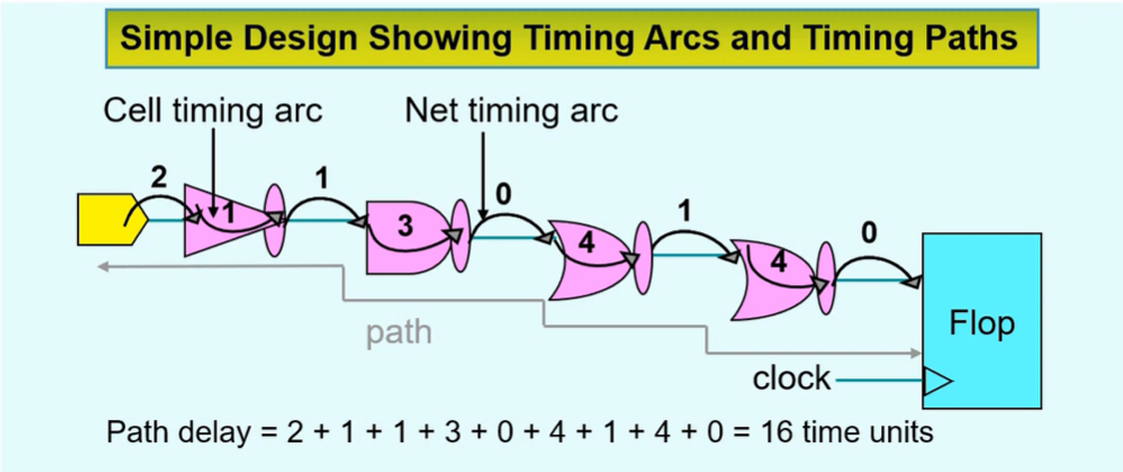 Simple Design Showing Timing Arcs and Timing Paths
Cell timing arc
Net timing arc
2
1
1
3
0
4
1
4
0
path
Flop
clock
Path delay = 2 + 1 + 1 + 3 + 0 + 4 + 1 + 4 + 0 = 16 time units